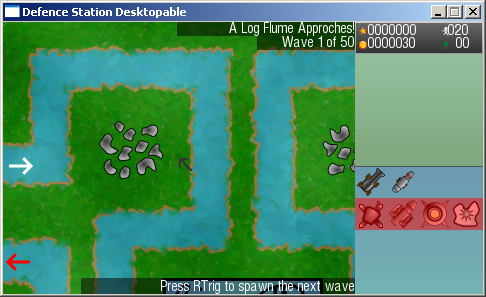 Defence Station Desktopable
A Log Flume Approches!
Wave 1 of 50
0000000 020
0000030 00
Press RTrig to spawn the next wave